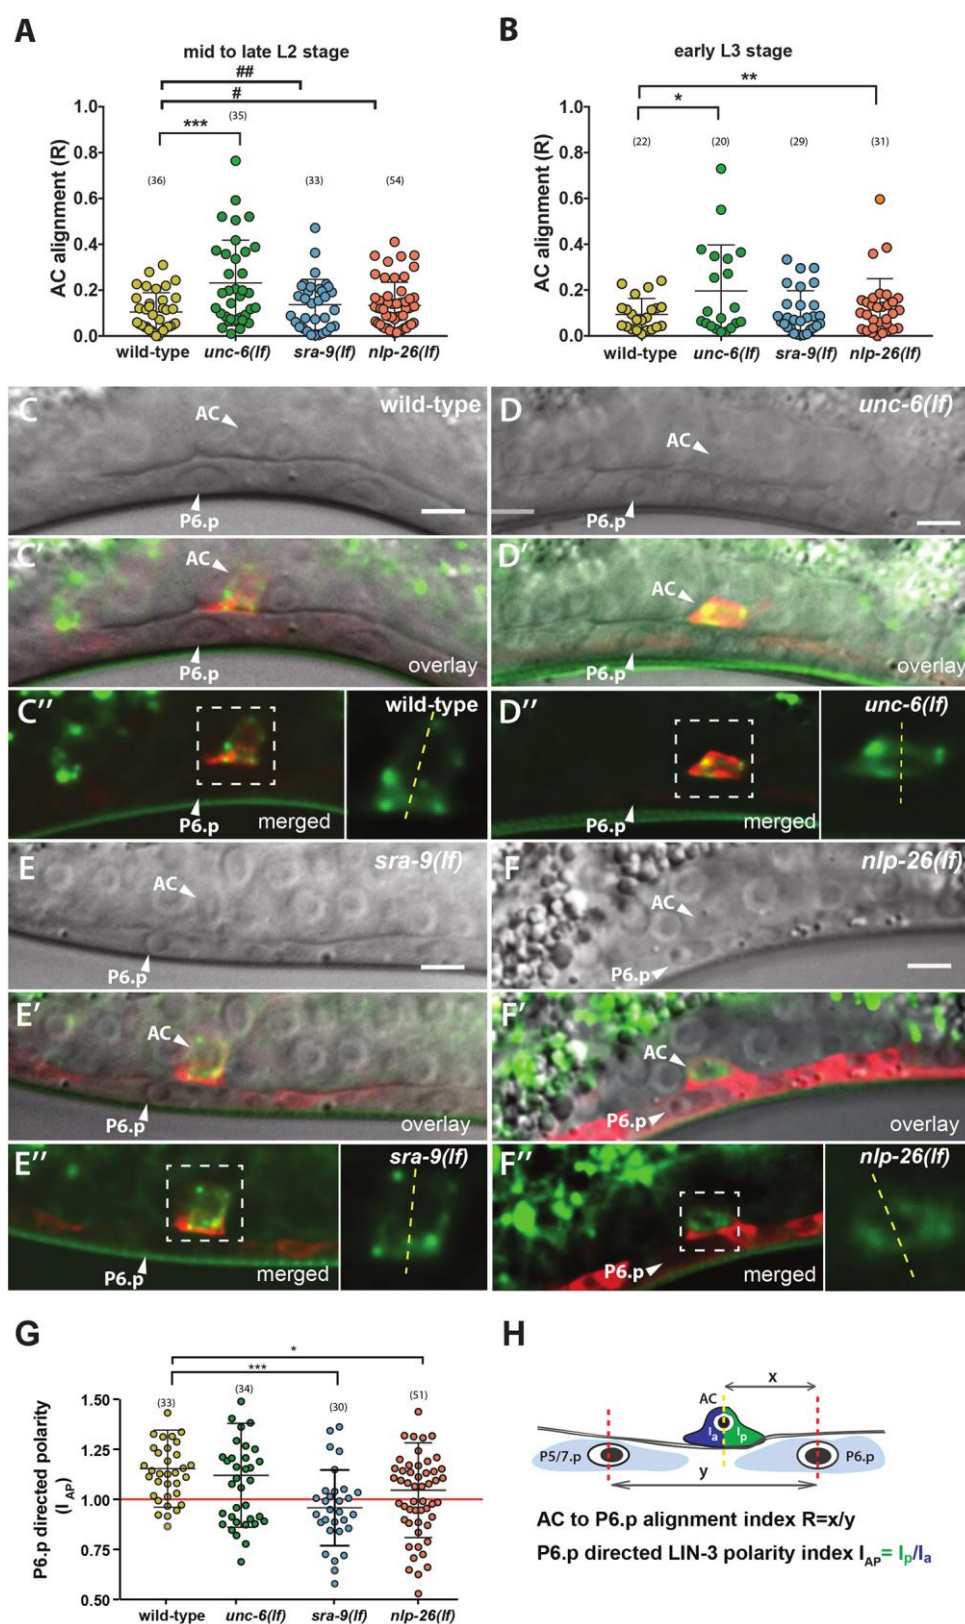 A
B
mid to late L2 stage
early L3 stage
##
#
***
(35)
(36)
(33)
(54)
1.0
0.8
0.6
0.4
0.2
0.0
AC alignment (R)
wild-type
unc-6(lf)
sra-9(lf)
nlp-26(lf)
**
*
(22)
(20)
(29)
(31)
1.0
0.8
0.6
0.4
0.2
0.0
AC alignment (R)
wild-type
unc-6(lf)
sra-9(lf)
nlp-26(lf)
C
wild-type
AC
P6.p
D
unc-6(lf)
AC
P6.p
C'
AC
P6.p
overlay
D'
AC
P6.p
overlay
C''
wild-type
P6.p
merged
D''
unc-6(lf)
P6.p
merged
E
sra-9(lf)
AC
P6.p
F
nlp-26(lf)
AC
P6.p
E'
AC
P6.p
overlay
F'
AC
P6.p
overlay
E''
sra-9(lf)
P6.p
merged
F''
nlp-26(lf)
P6.p
merged
G
*
***
(33)
(34)
(30)
(51)
1.50
1.25
1.00
0.75
0.50
P6.p directed polarity
(I AP)
wild-type
unc-6(lf)
sra-9(lf)
nlp-26(lf)
H
x
AC
Ia
Ip
P5/7.p
P6.p
y
AC to P6.p alignment index R=x/y
P6.p directed LIN-3 polarity index IAP= Ip/Ia